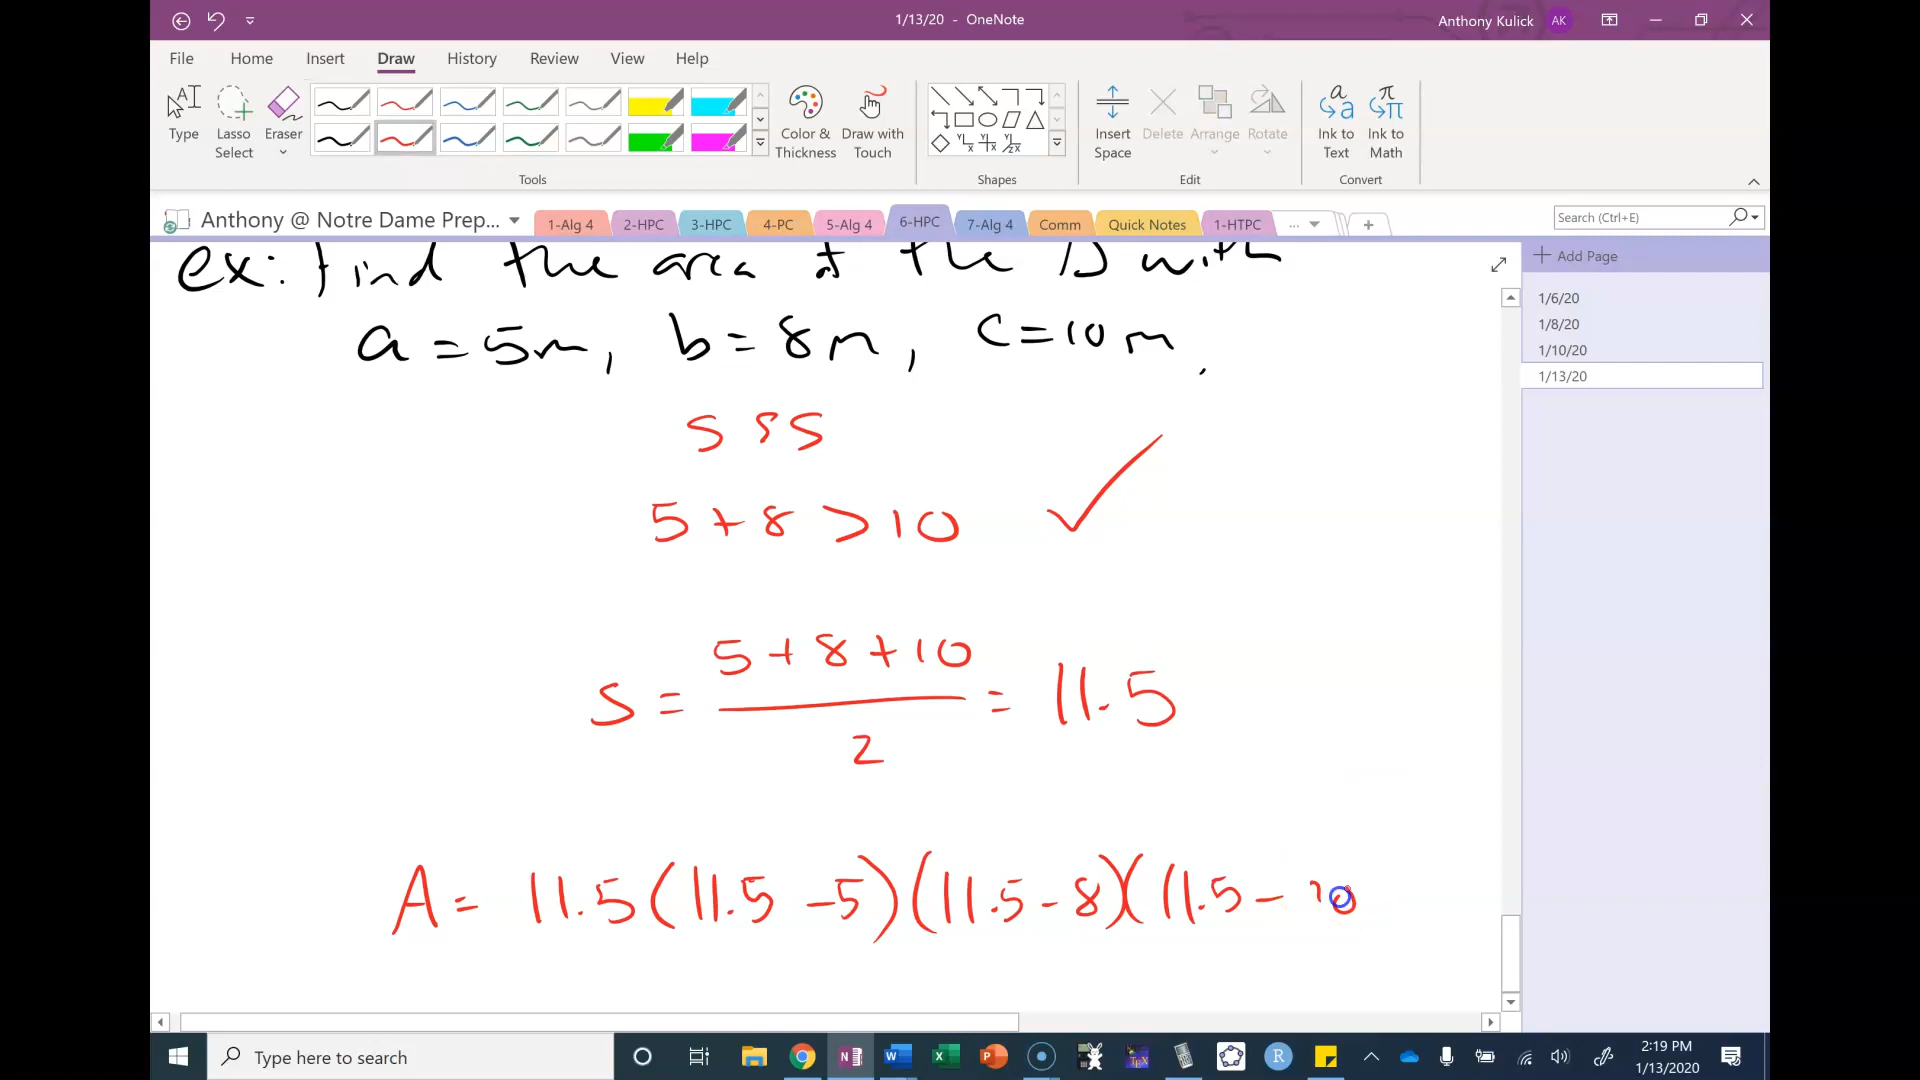 1/13/20 - OneNote
Anthony Kulick AK
File Home Insert Draw History Review View Help
Type
Lasso Select
Eraser
Color & Thickness
Draw with Touch
Insert Space
Delete
Arrange
Rotate
Ink to Text
Ink to Math
Tools Shapes Edit Convert
Anthony @ Notre Dame Prep... 1-Alg 4 2-HPC 3-HPC 4-PC 5-Alg 4 6-HPC 7-Alg 4 Comm Quick Notes 1-HTPC ...
Search (Ctrl+E)
Add Page
1/6/20
1/8/20
1/10/20
1/13/20
ex: Find the area of the Δ with
a = 5m, b = 8m, c = 10m.
SSS
5 + 8 > 10 ✓
5 + 8 + 10
s = = 11.5
2
A = 11.5(11.5 - 5)(11.5 - 8)(11.5 - 10
Type here to search
2:19 PM
1/13/2020